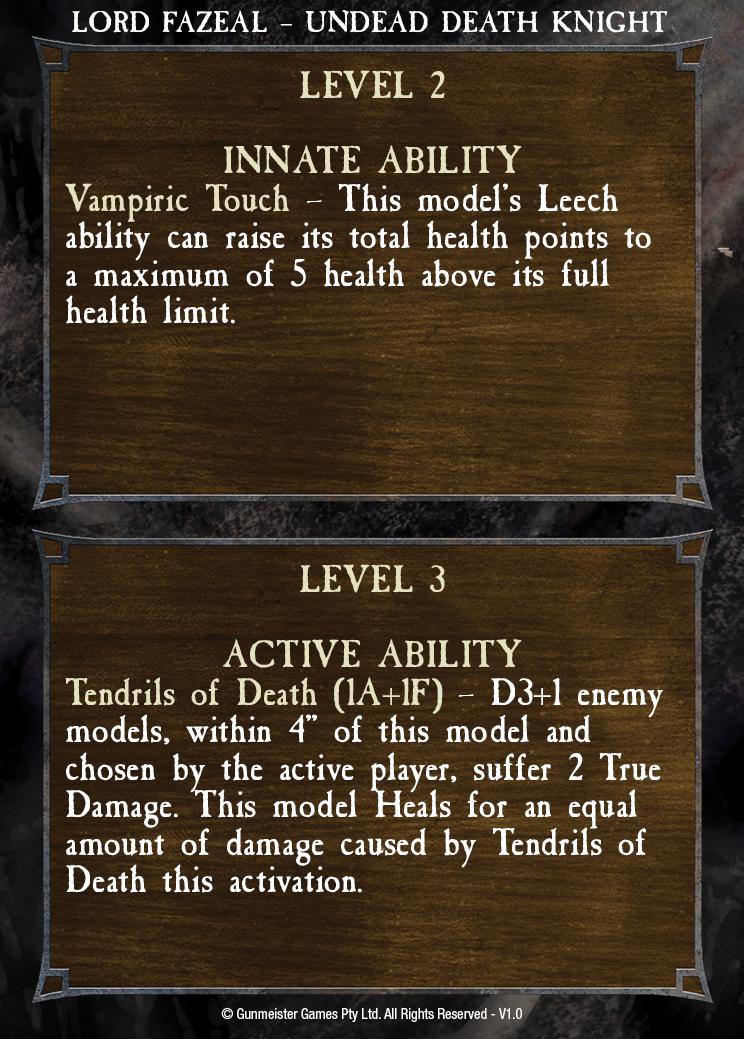 LORD FAZEAL – UNDEAD DEATH KNIGHT
LEVEL 2
INNATE ABILITY
Vampiric Touch – This model's Leech
ability can raise its total health points to
a maximum of 5 health above its full
health limit.
LEVEL 3
ACTIVE ABILITY
Tendrils of Death (1A+1F) – D3+1 enemy
models, within 4” of this model and
chosen by the active player, suffer 2 True
Damage. This model Heals for an equal
amount of damage caused by Tendrils of
Death this activation.
© Gunmeister Games Pty Ltd. All Rights Reserved - V1.0